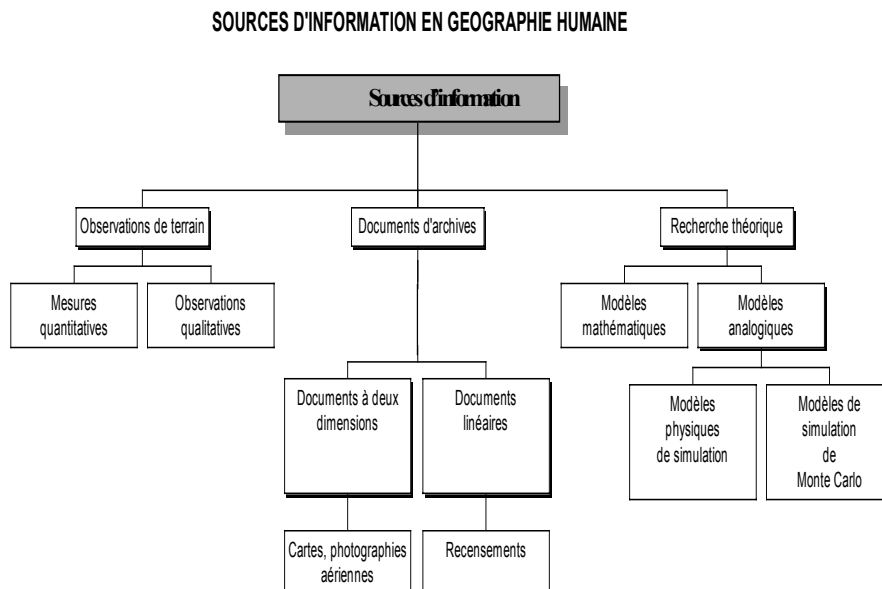 SOURCES D'INFORMATION EN GEOGRAPHIE HUMAINE
Sources d'information
Observations de terrain
Documents d'archives
Recherche théorique
Mesures
quantitatives
Observations
qualitatives
Modèles
mathématiques
Modèles
analogiques
Documents à deux
dimensions
Documents
linéaires
Modèles
physiques
de simulation
Modèles de
simulation
de
Monte Carlo
Cartes, photographies
aériennes
Recensements